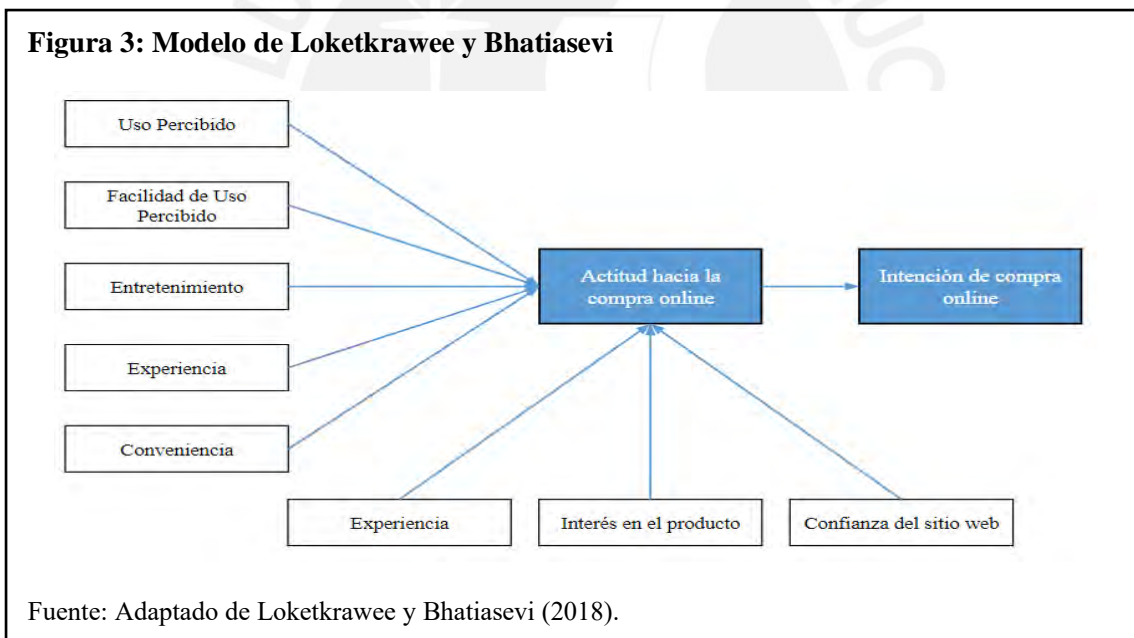 Figura 3: Modelo de Loketkrawee y Bhatiasevi
UC
Uso Percibido
Facilidad de Uso
Percibido
Entretenimiento
Experiencia
Conveniencia
Actitud hacia la
compra online
Intención de compra
online
Experiencia
Interés en el producto
Confianza del sitio web
Fuente: Adaptado de Loketkrawee y Bhatiasevi (2018).